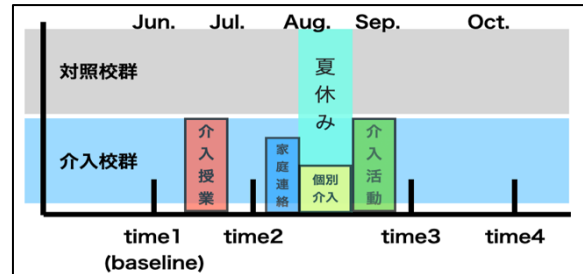 Jun. Jul. Aug. Sep. Oct.
対照校群
夏休み
介入校群
介入授業
家庭連絡
個別
介入
介入活動
time1 time2 time3 time4
(baseline)